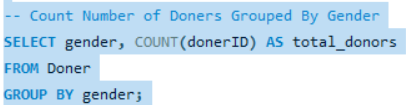 -- Count Number of Doners Grouped By Gender
SELECT gender, COUNT(donerID) AS total_donors
FROM Doner
GROUP BY gender;